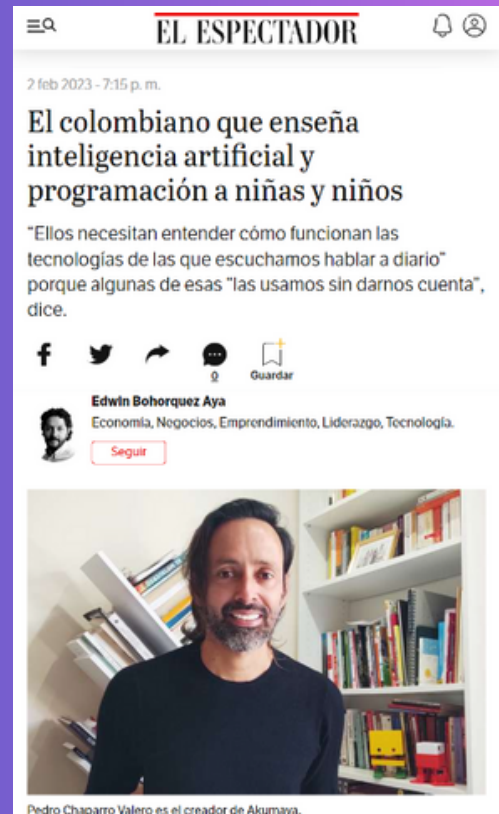 EL ESPECTADOR
2 feb 2023 - 7:15 p. m.
El colombiano que enseña
inteligencia artificial y
programación a niñas y niños
"Ellos necesitan entender cómo funcionan las
tecnologías de las que escuchamos hablar a diario"
porque algunas de esas "las usamos sin darnos cuenta",
dice.
0
Guardar
Edwin Bohorquez Aya
Economía, Negocios, Emprendimiento, Liderazgo, Tecnología.
Seguir
Pedro Chaparro Valero es el creador de Akumaya.